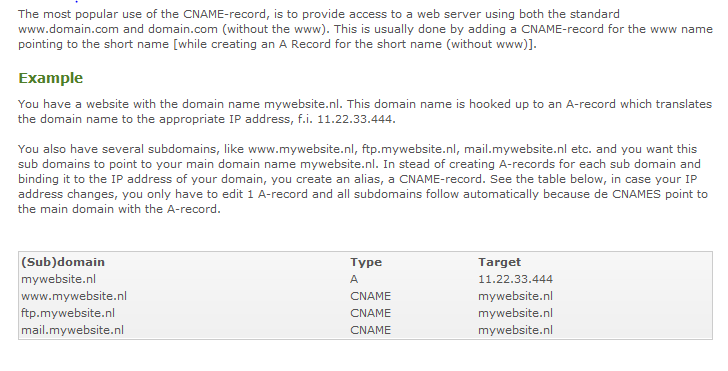 The most popular use of the CNAME-record, is to provide access to a web server using both the standard
www.domain.com and domain.com (without the www). This is usually done by adding a CNAME-record for the www name
pointing to the short name [while creating an A Record for the short name (without www)].
Example
You have a website with the domain name mywebsite.nl. This domain name is hooked up to an A-record which translates
the domain name to the appropriate IP address, f.i. 11.22.33.444.
You also have several subdomains, like www.mywebsite.nl, ftp.mywebsite.nl, mail.mywebsite.nl etc. and you want this
sub domains to point to your main domain name mywebsite.nl. In stead of creating A-records for each sub domain and
binding it to the IP address of your domain, you create an alias, a CNAME-record. See the table below, in case your IP
address changes, you only have to edit 1 A-record and all subdomains follow automatically because de CNAMES point to
the main domain with the A-record.
(Sub)domain Type Target
mywebsite.nl A 11.22.33.444
www.mywebsite.nl CNAME mywebsite.nl
ftp.mywebsite.nl CNAME mywebsite.nl
mail.mywebsite.nl CNAME mywebsite.nl